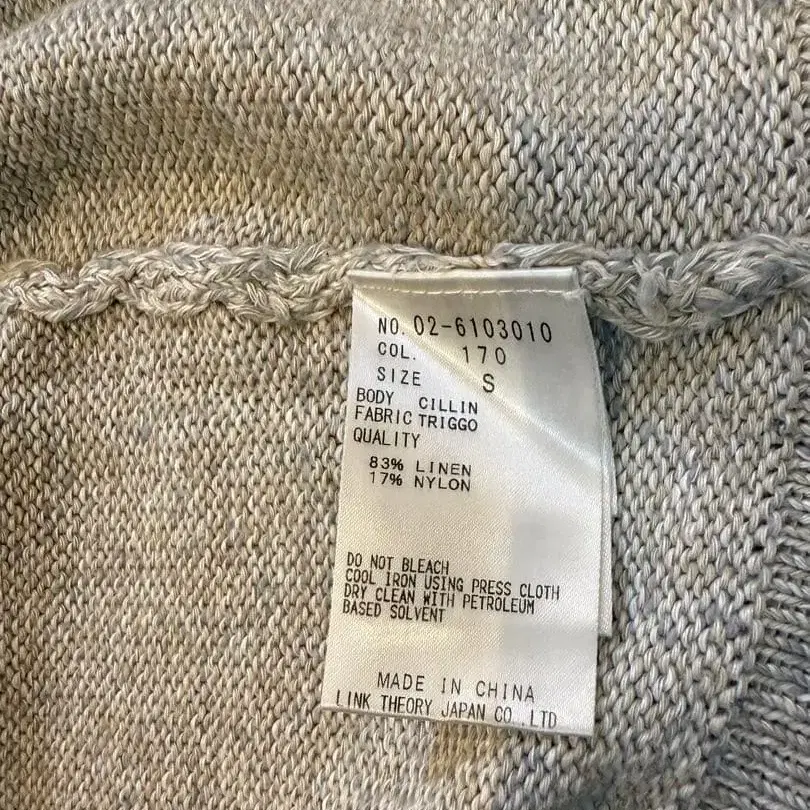 NO. 02-6103010
COL. 170
SIZE S
BODY CILLIN
FABRIC TRIGGO
QUALITY
83% LINEN
17% NYLON
DO NOT BLEACH
COOL IRON USING PRESS CLOTH
DRY CLEAN WITH PETROLEUM
BASED SOLVENT
MADE IN CHINA
LINK THEORY JAPAN CO.,LTD